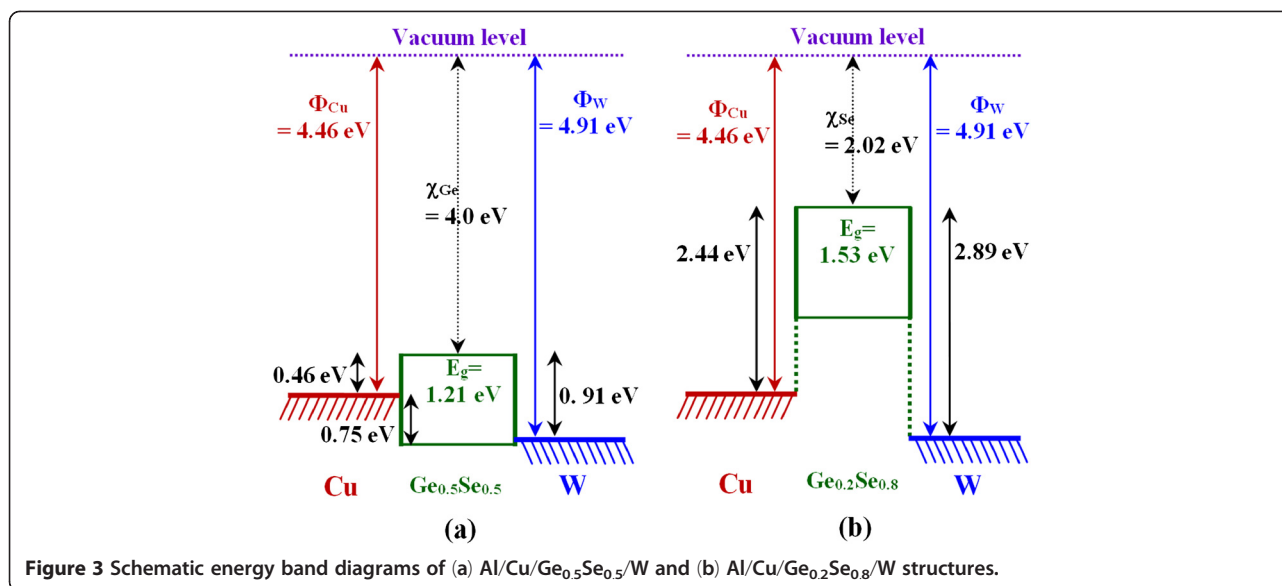 Vacuum level
ΦCu
= 4.46 eV
ΦW
= 4.91 eV
χGe
= 4.0 eV
0.46 eV
Eg=
1.21 eV
0. 91 eV
0.75 eV
Cu
Ge0.5Se0.5
W
(a)
Vacuum level
ΦCu
= 4.46 eV
χSe
= 2.02 eV
ΦW
= 4.91 eV
2.44 eV
Eg=
1.53 eV
2.89 eV
Cu
Ge0.2Se0.8
W
(b)
Figure 3 Schematic energy band diagrams of (a) Al/Cu/Ge0.5Se0.5/W and (b) Al/Cu/Ge0.2Se0.8/W structures.